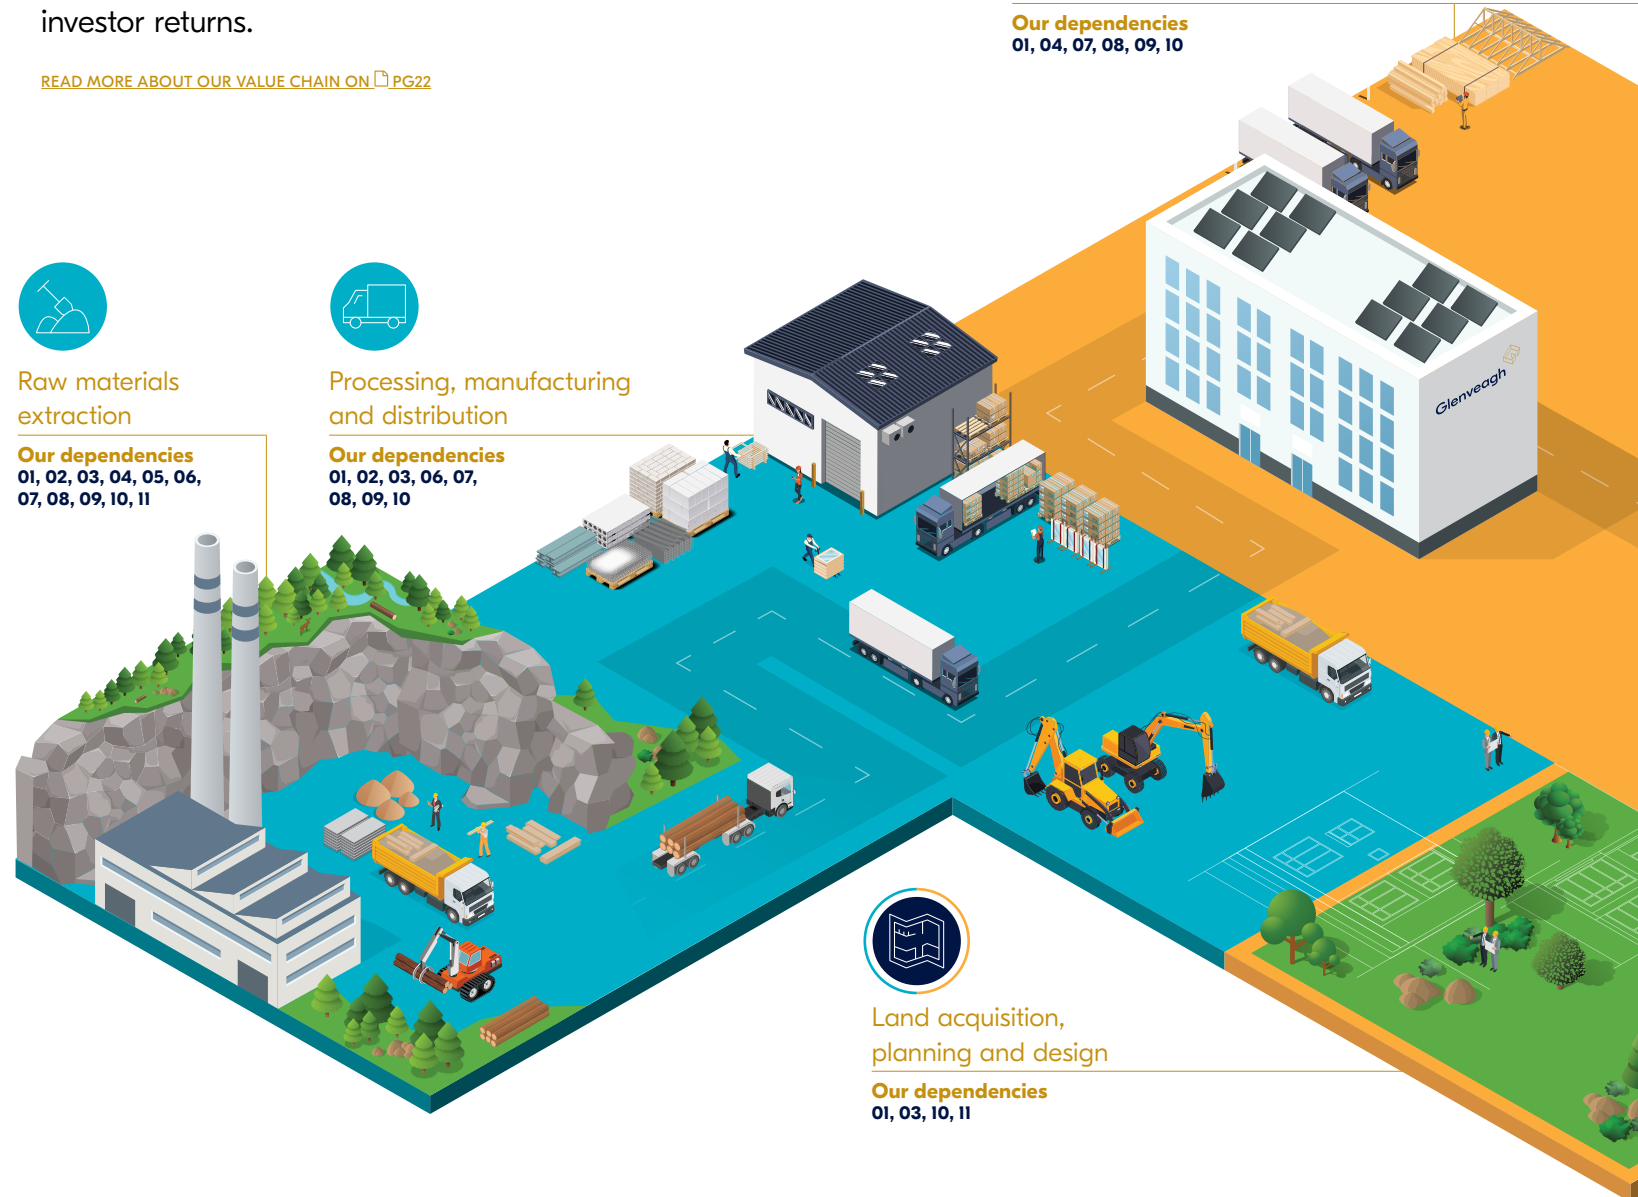 investor returns.
READ MORE ABOUT OUR VALUE CHAIN ON PG22
Our dependencies
01, 04, 07, 08, 09, 10
Raw materials
extraction
Our dependencies
01, 02, 03, 04, 05, 06,
07, 08, 09, 10, 11
Processing, manufacturing
and distribution
Our dependencies
01, 02, 03, 06, 07,
08, 09, 10
Glenveagh
Land acquisition,
planning and design
Our dependencies
01, 03, 10, 11